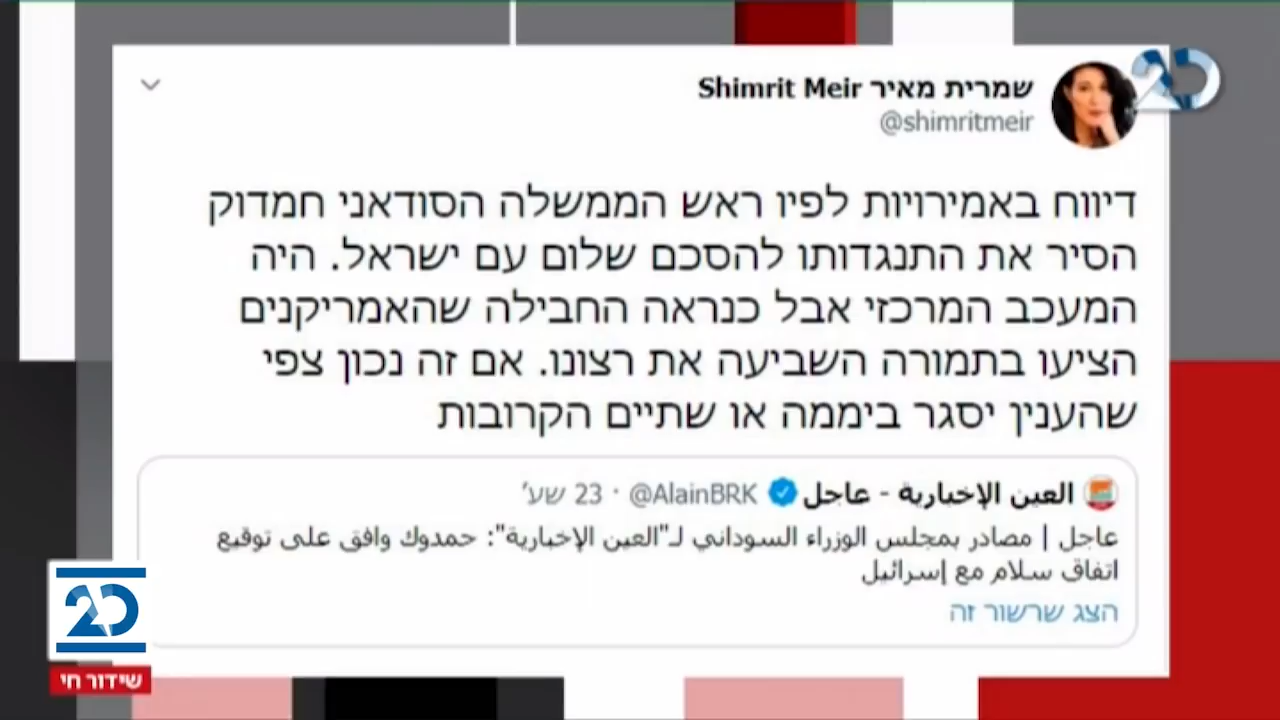 20
שמרית מאיר Shimrit Meir
@shimritmeir
דיווח באמירויות לפיו ראש הממשלה הסודאני חמדוק
הסיר את התנגדותו להסכם שלום עם ישראל. היה
המעכב המרכזי אבל כנראה החבילה שהאמריקנים
הציעו בתמורה השביעה את רצונו. אם זה נכון צפי
שהענין יסגר ביממה או שתיים הקרובות
العين الإخبارية - عاجل @AlainBRK · 23 שע'
عاجل | مصادر بمجلس الوزراء السوداني لـ"العين الإخبارية": حمدوك وافق على توقيع
اتفاق سلام مع إسرائيل
הצג שרשור זה
20
שידור חי